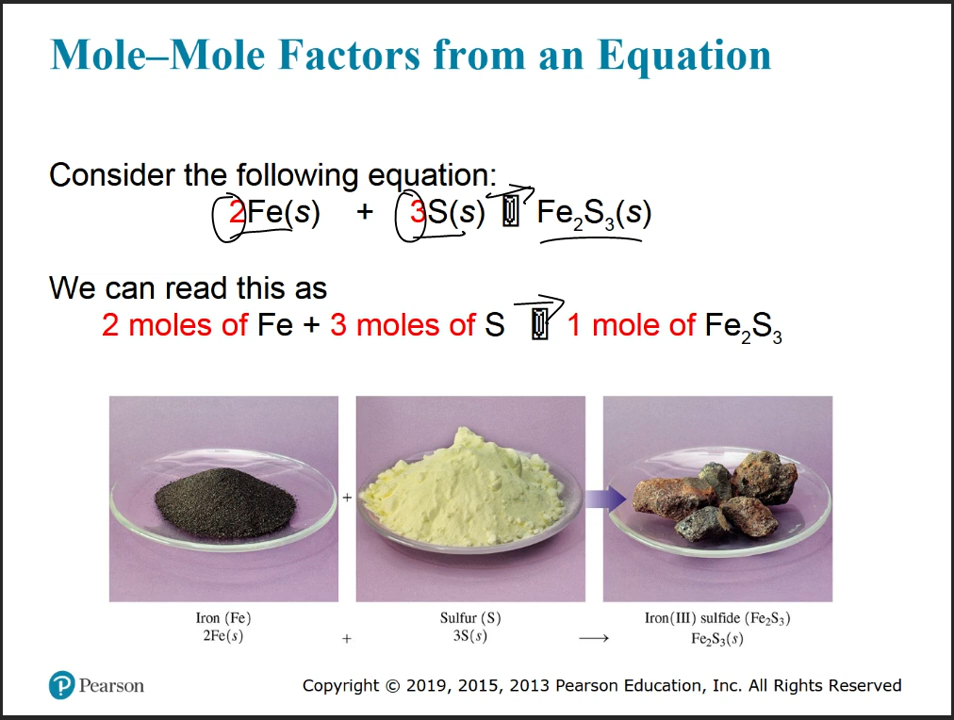 Mole–Mole Factors from an Equation
Consider the following equation:
2Fe(s) + 3S(s) → Fe₂S₃(s)
We can read this as
2 moles of Fe + 3 moles of S → 1 mole of Fe₂S₃
+
Iron (Fe) Sulfur (S) Iron(III) sulfide (Fe₂S₃)
2Fe(s) + 3S(s) → Fe₂S₃(s)
P Pearson Copyright © 2019, 2015, 2013 Pearson Education, Inc. All Rights Reserved